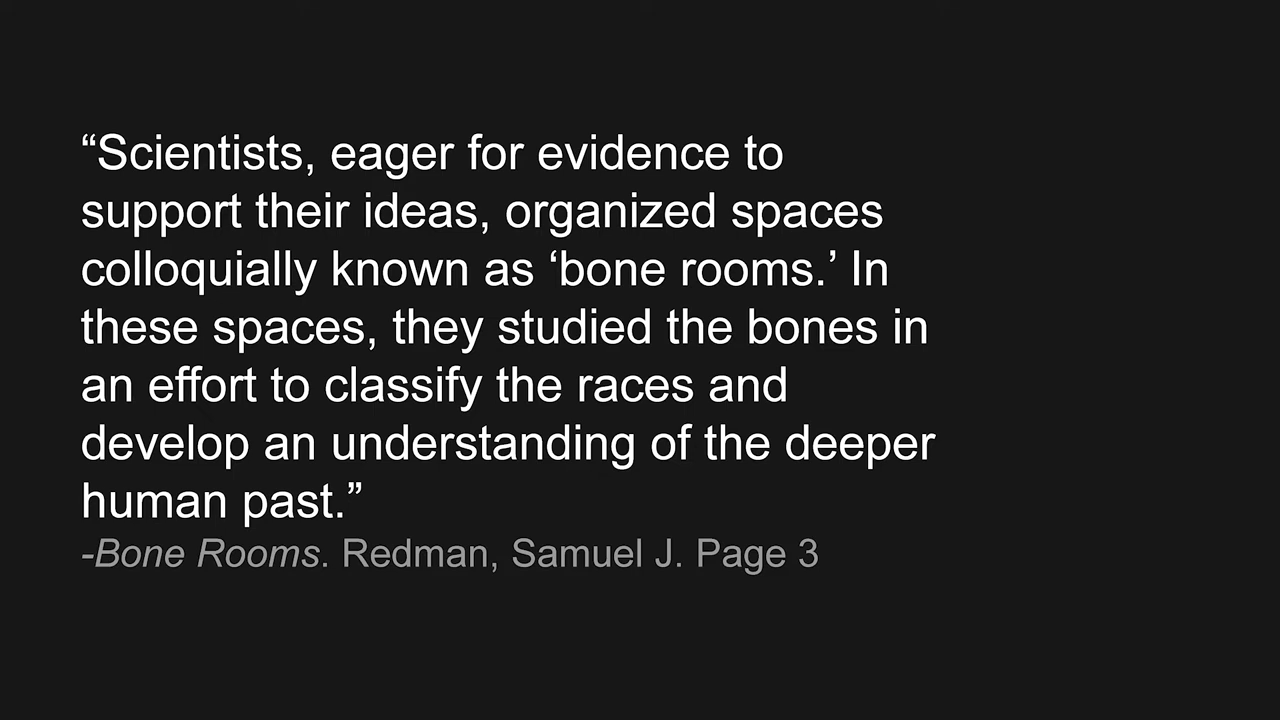 “Scientists, eager for evidence to
support their ideas, organized spaces
colloquially known as ‘bone rooms.’ In
these spaces, they studied the bones in
an effort to classify the races and
develop an understanding of the deeper
human past.”
-Bone Rooms. Redman, Samuel J. Page 3